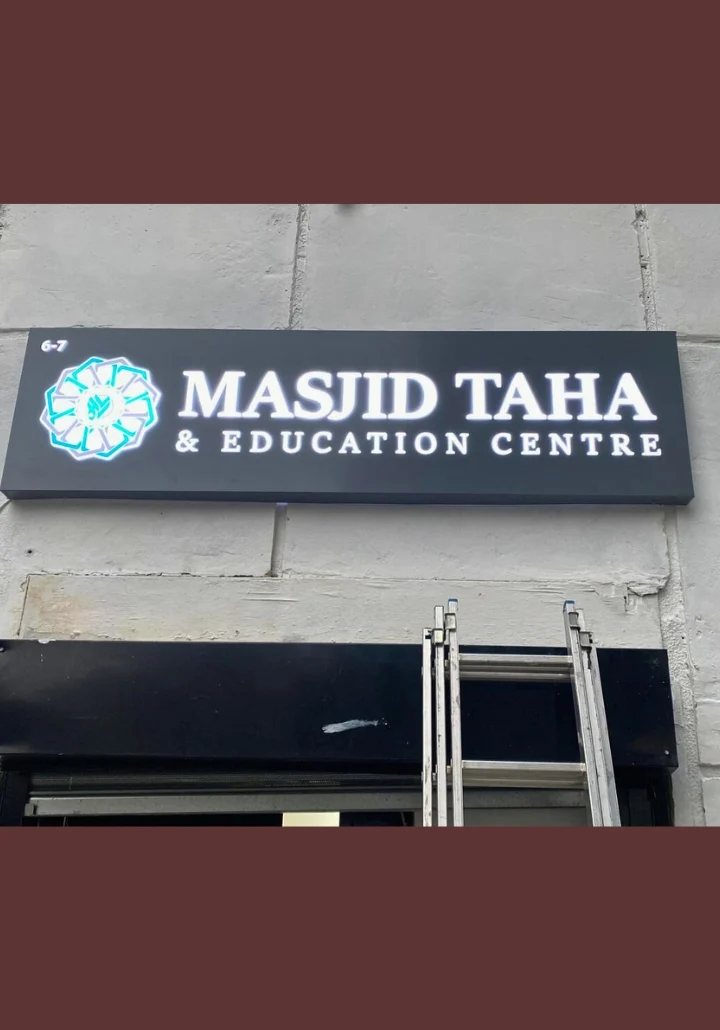 6-7
MASJID TAHA
& EDUCATION CENTRE